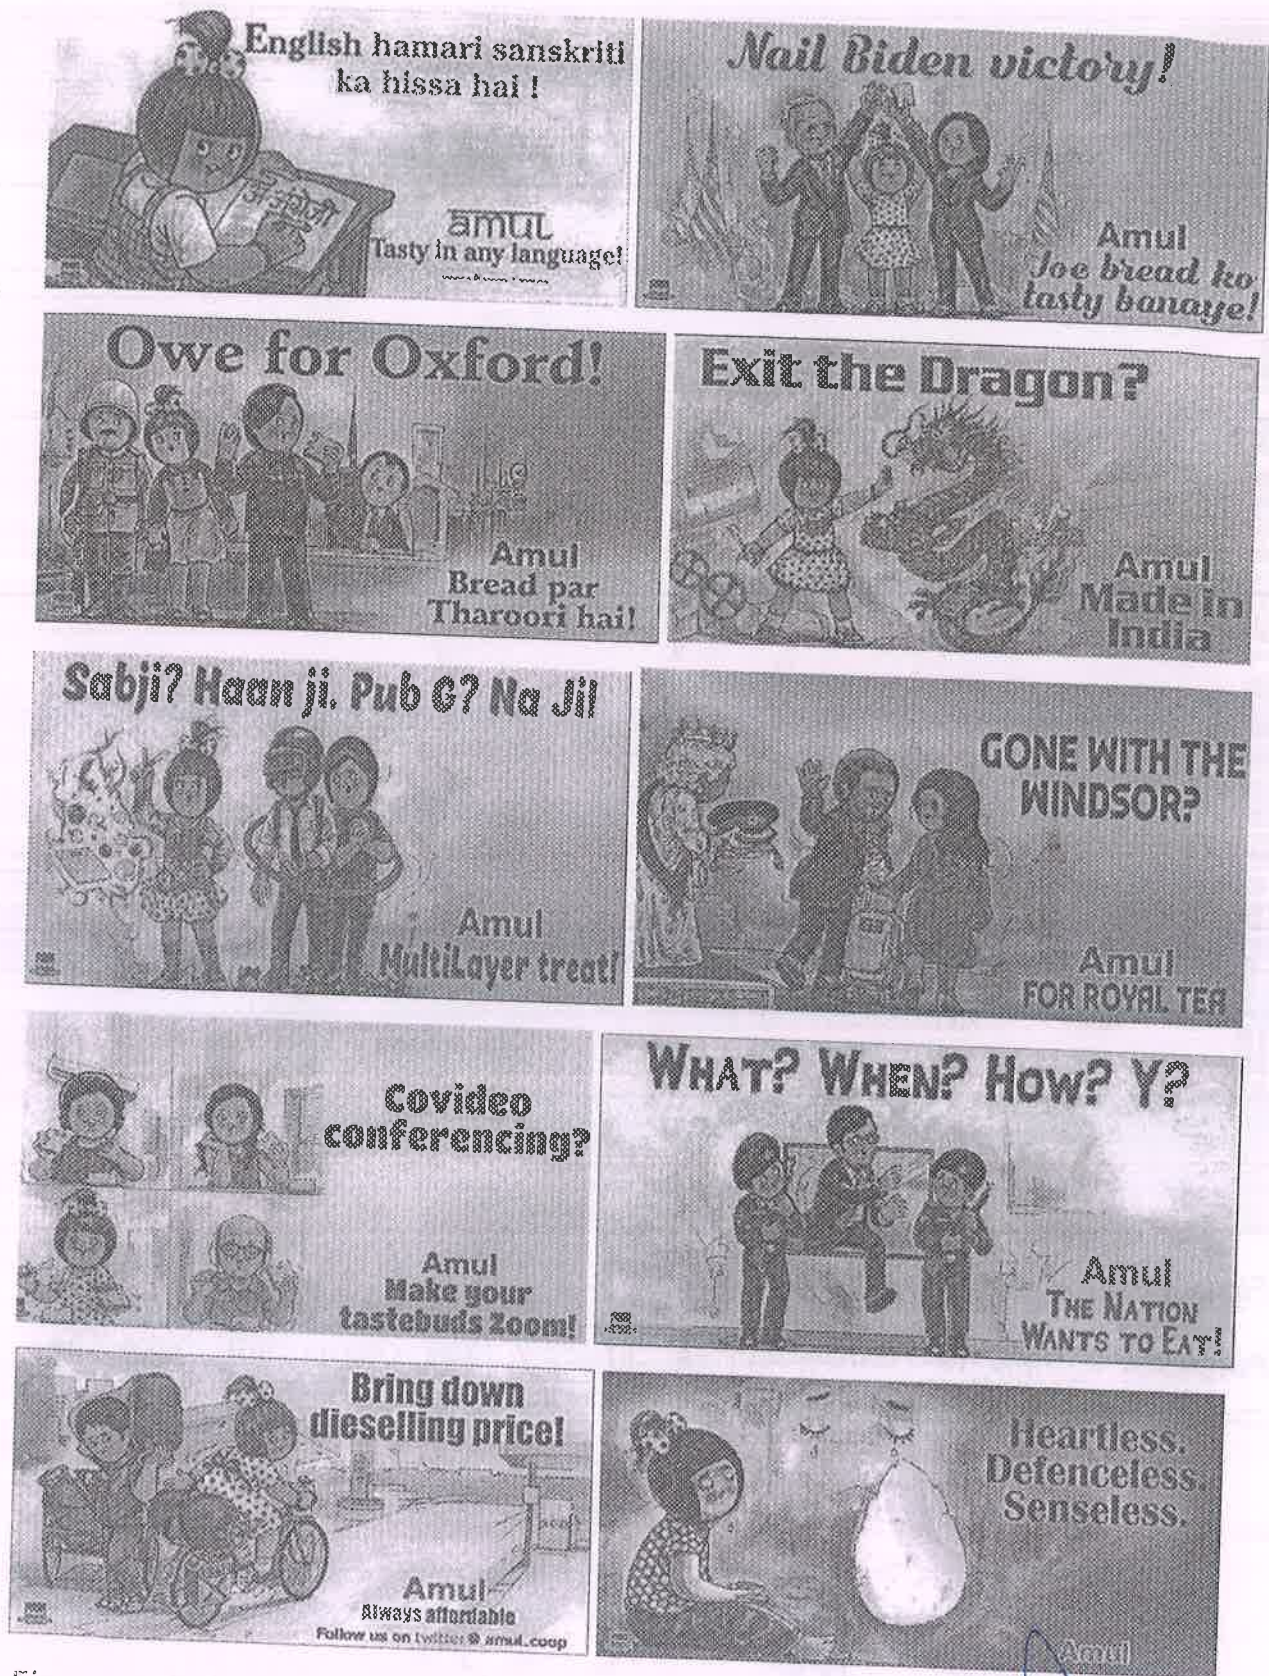 English hamari sanskriti
ka hissa hai !
amul
Tasty in any language!
Nail Biden victory!
Amul
Joe bread ko
tasty banaye!
Owe for Oxford!
Amul
Bread par
Tharoori hai!
Exit the Dragon?
Amul
Made in
India
Sabji? Haan ji. Pub G? Na Ji!
Amul
MultiLayer treat!
GONE WITH THE
WINDSOR?
Amul
FOR ROYAL TEA
Covideo
conferencing?
Amul
Make your
tastebuds Zoom!
WHAT? WHEN? HOW? Y?
Amul
THE NATION
WANTS TO EAT!
Bring down
dieselling price!
Amul
Always affordable
Follow us on twitter @ amul.coop
Heartless.
Defenceless.
Senseless.
Amul